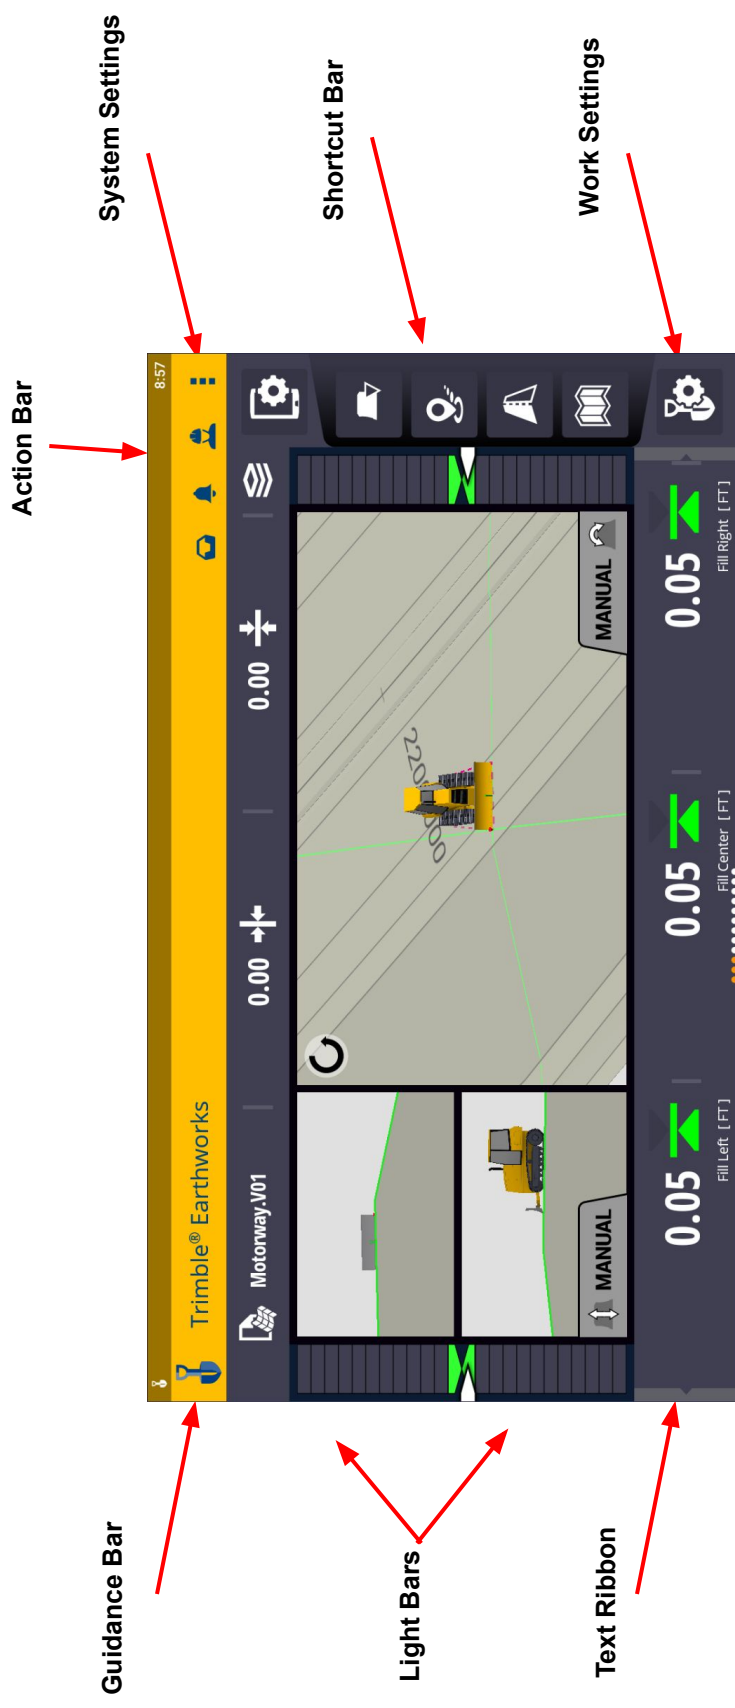 Action Bar
System Settings
Shortcut Bar
Work Settings
Guidance Bar
Light Bars
Text Ribbon
8:57
Trimble® Earthworks
Motorway.V01
0.00
0.00
MANUAL
MANUAL
0.05
Fill Left [FT]
0.05
Fill Center [FT]
0.05
Fill Right [FT]